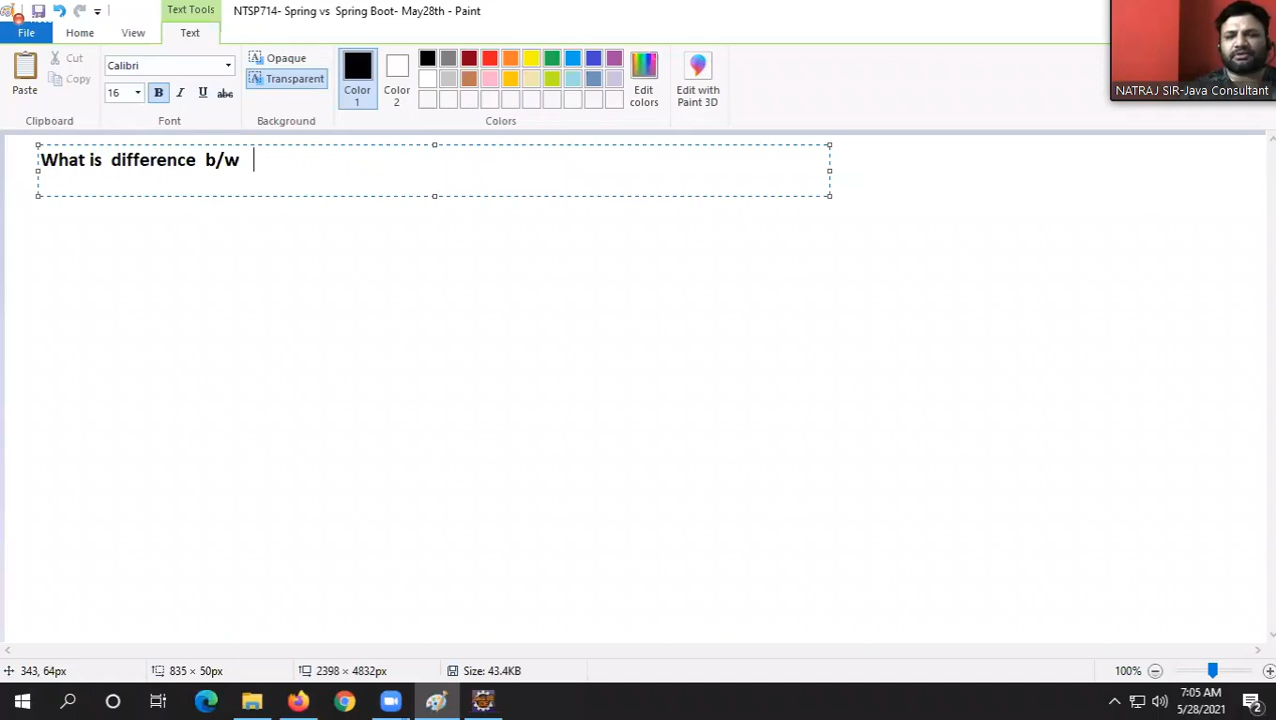 Text Tools
NTSP714- Spring vs Spring Boot- May28th - Paint
File
Home
View
Text
Paste
Cut
Copy
Clipboard
Calibri
16
B
I
U
abc
Font
Opaque
Transparent
Background
Color 1
Color 2
Edit colors
Colors
Edit with Paint 3D
NATRAJ SIR-Java Consultant
What is difference b/w
343, 64px
835 × 50px
2398 × 4832px
Size: 43.4KB
100%
7:05 AM
5/28/2021
2